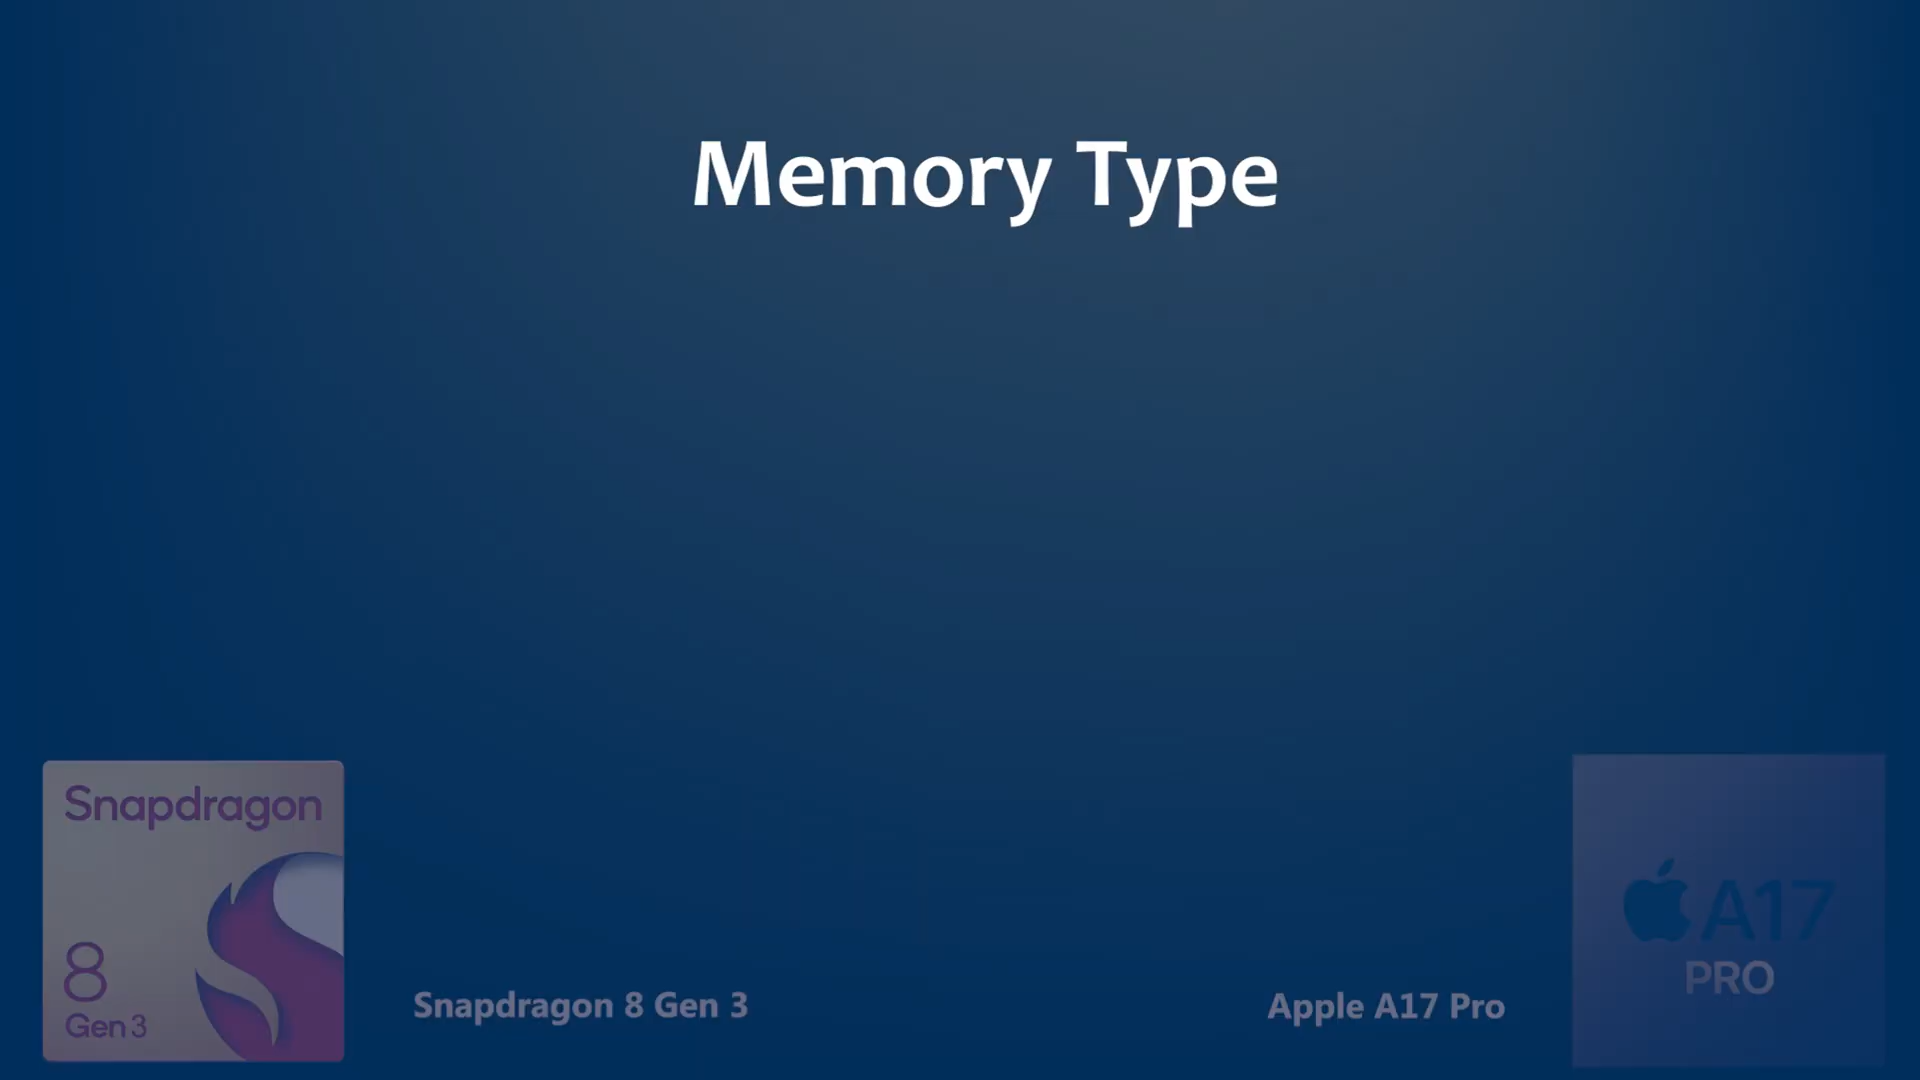 Memory Type
Snapdragon
8
Gen 3
Snapdragon 8 Gen 3
Apple A17 Pro
A17
PRO